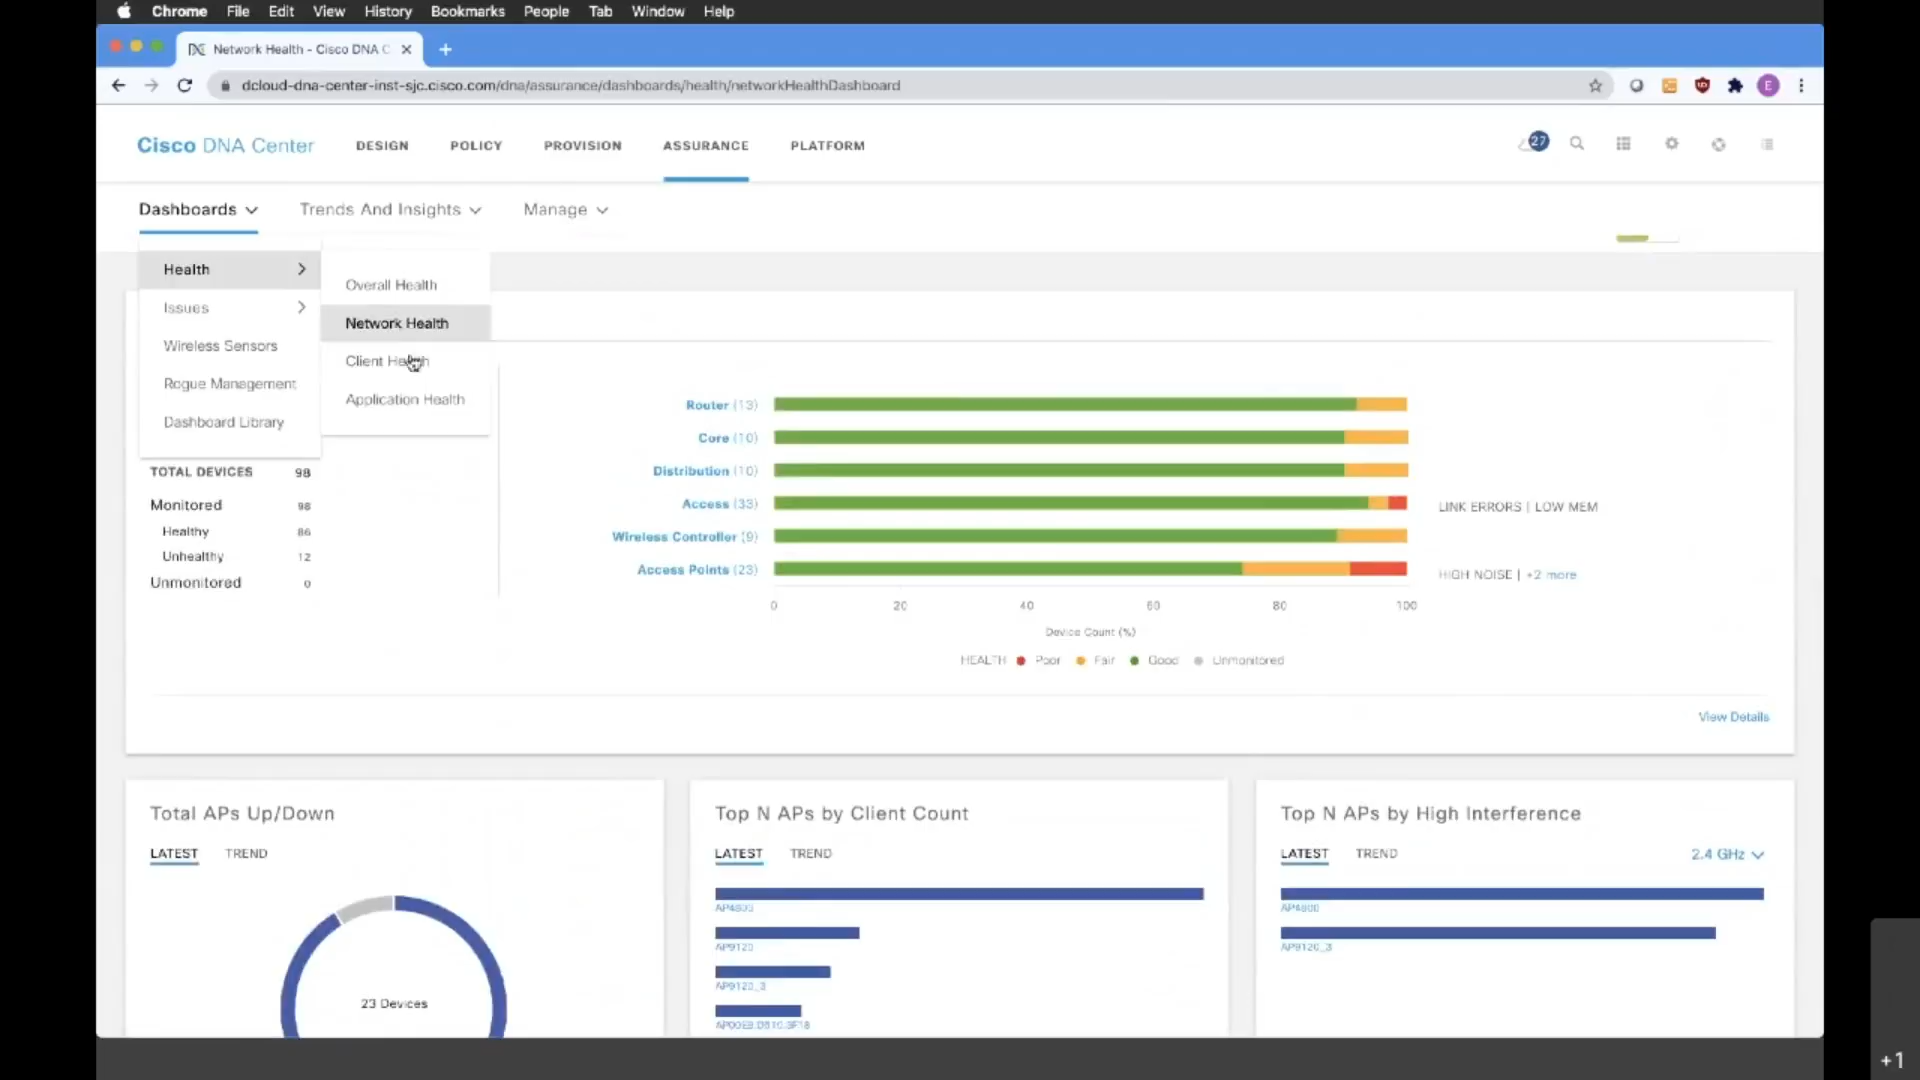 Chrome File Edit View History Bookmarks People Tab Window Help
Network Health - Cisco DNA C
dcloud-dna-center-inst-sjc.cisco.com/dna/assurance/dashboards/health/networkHealthDashboard
E
Cisco DNA Center DESIGN POLICY PROVISION ASSURANCE PLATFORM 27
Dashboards Trends And Insights Manage
Health
Issues
Wireless Sensors
Rogue Management
Dashboard Library
Overall Health
Network Health
Client Health
Application Health
TOTAL DEVICES 98
Monitored 98
Healthy 86
Unhealthy 12
Unmonitored 0
Router (13)
Core (10)
Distribution (10)
Access (33) LINK ERRORS | LOW MEM
Wireless Controller (9)
Access Points (23) HIGH NOISE | +2 more
0 20 40 60 80 100
Device Count (%)
HEALTH Poor Fair Good Unmonitored
View Details
Total APs Up/Down
LATEST TREND
23 Devices
Top N APs by Client Count
LATEST TREND
AP4800
AP9120
AP9120_3
Top N APs by High Interference
LATEST TREND 2.4 GHz
AP4800
AP9120_3
+1